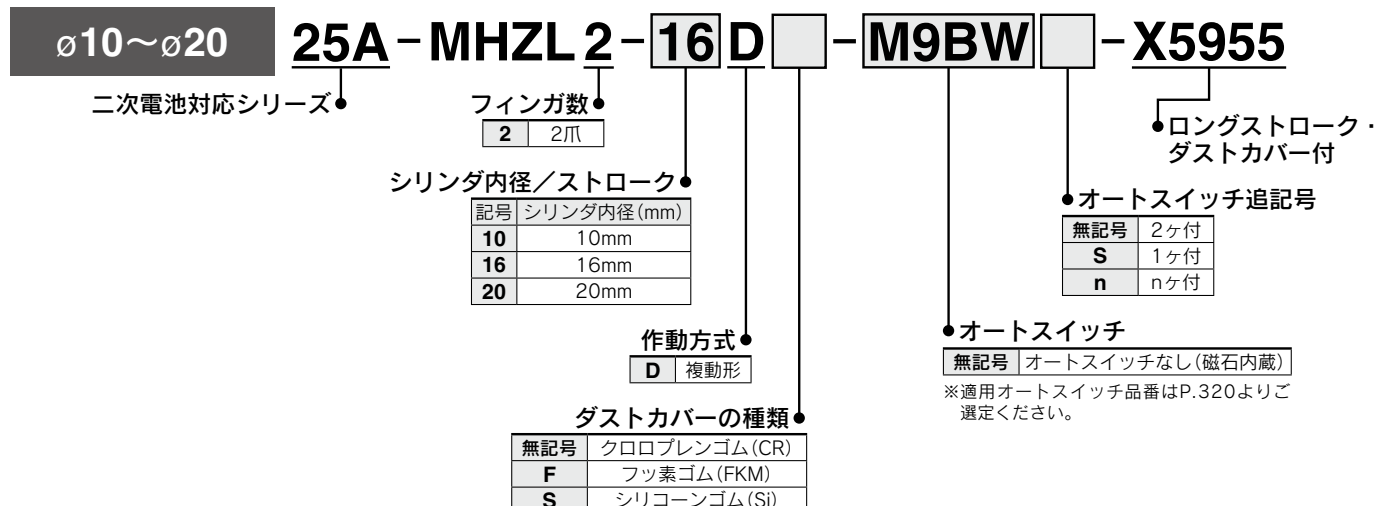 ø10～ø20
25A－MHZL 2－16 D □－M9BW □－X5955
二次電池対応シリーズ
フィンガ数
2 2爪
ロングストローク・
ダストカバー付
シリンダ内径／ストローク
記号 シリンダ内径(mm)
10 10mm
16 16mm
20 20mm
オートスイッチ追記号
無記号 2ヶ付
S 1ヶ付
n nヶ付
作動方式
D 複動形
オートスイッチ
無記号 オートスイッチなし(磁石内蔵)
※適用オートスイッチ品番はP.320よりご
選定ください。
ダストカバーの種類
無記号 クロロプレンゴム(CR)
F フッ素ゴム(FKM)
S シリコーンゴム(Si)